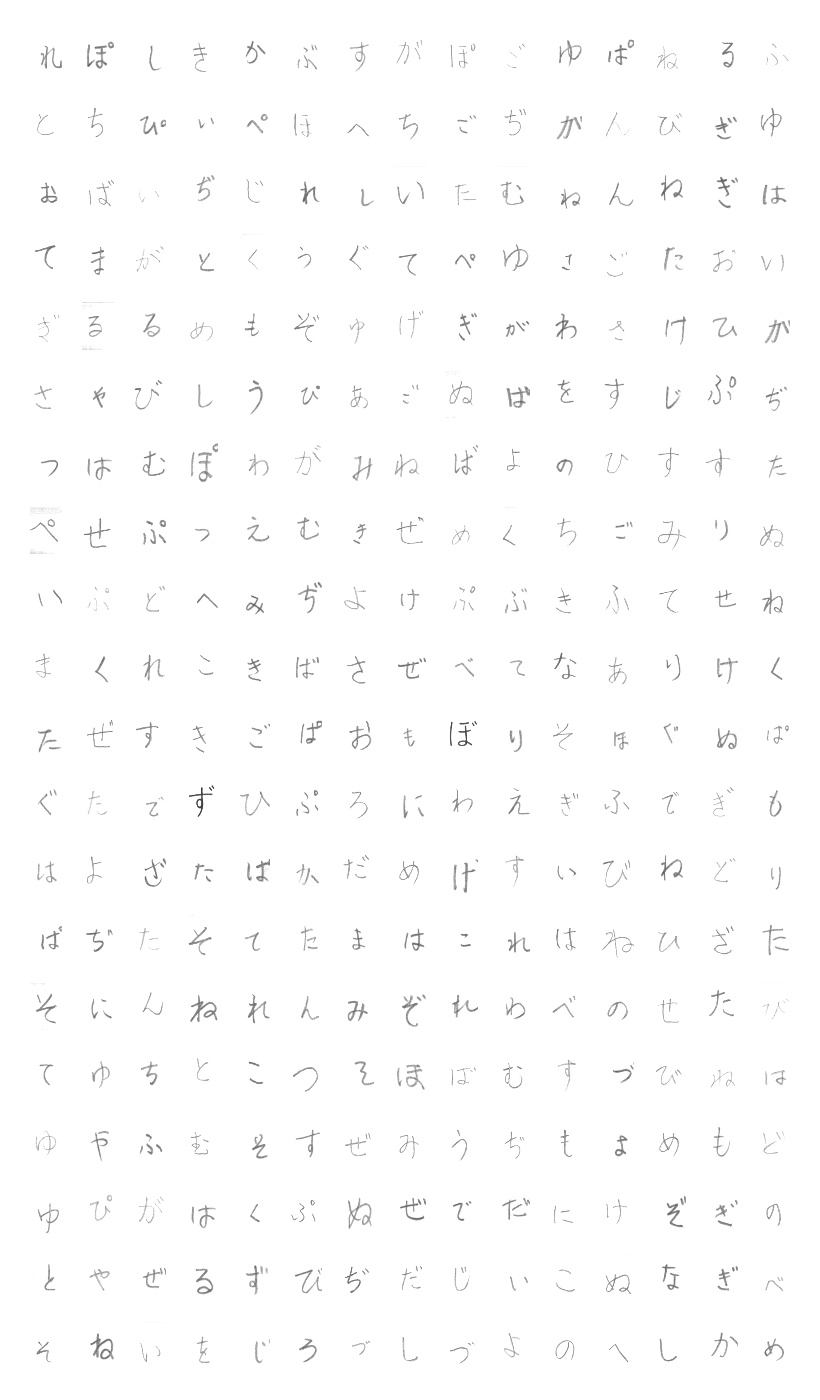 れぽしきかぶすがぽごゆぱねるふ
とちぴいぺほへちごぢがんびぎゆ
おばいぢじれしいたむねんねぎは
てまがとくうぐてぺゆさごたおい
ぎるるめもぞゆげぎがわさけひが
さやびしうぴあごぬばをすじぷぢ
つはむぽわがみねばよのひすすた
ぺせぷつえむきぜめくちごみりぬ
いぷどへみぢよけぷぶきふてせね
まくれこきばさぜべてなありけく
たぜすきごぱおもぼりそほぐぬぱ
ぐたでずひぷろにわえぎふでぎも
はよざたばかだめげすいびねどり
ぱぢたそてたまはこれはねひざた
そにんねれんみぞれわべのせたび
てゆちとこつそほばむすづびねは
ゆやふむそすぜみうぢもよめもど
ゆぴがはくぷぬぜでだにけぞぎの
とやぜるずびぢだじいこぬなぎべ
そねいをじろづしづよのへしかめ